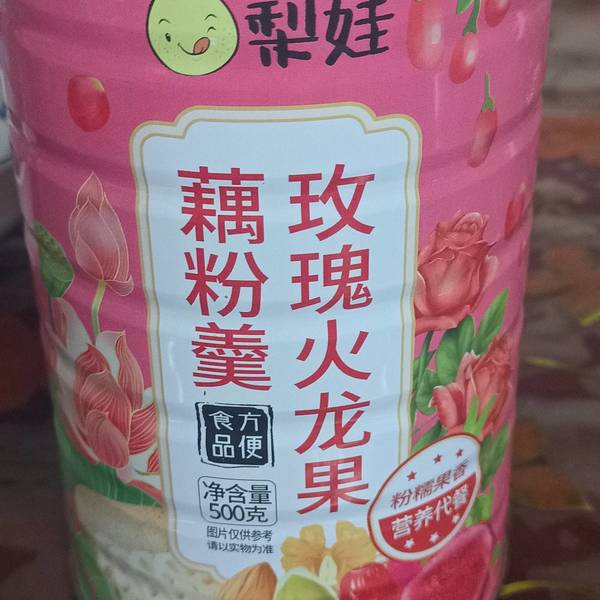 梨娃
玫瑰火龙果
藕粉羹
方便
食品
净含量
500克
图片仅供参考
请以实物为准
粉糯果香
营养代餐